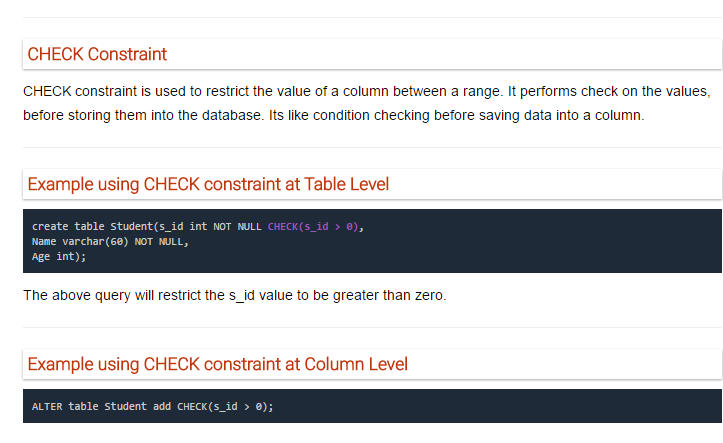 CHECK Constraint
CHECK constraint is used to restrict the value of a column between a range. It performs check on the values,
before storing them into the database. Its like condition checking before saving data into a column.
Example using CHECK constraint at Table Level
create table Student(s_id int NOT NULL CHECK(s_id > 0),
Name varchar(60) NOT NULL,
Age int);
The above query will restrict the s_id value to be greater than zero.
Example using CHECK constraint at Column Level
ALTER table Student add CHECK(s_id > 0);